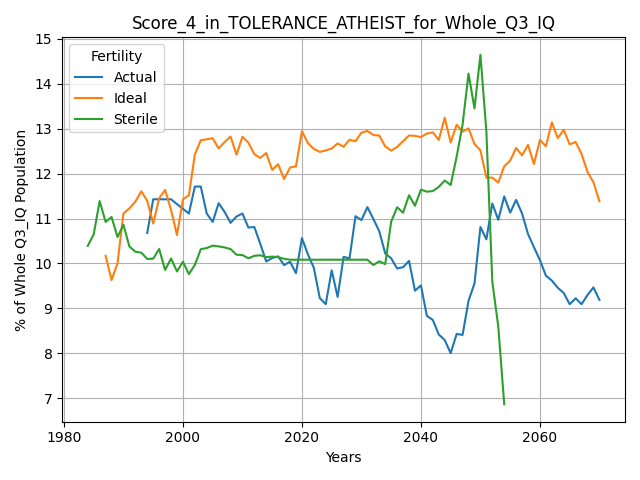 Score_4_in_TOLERANCE_ATHEIST_for_Whole_Q3_IQ
Fertility
Actual
Ideal
Sterile
% of Whole Q3_IQ Population
15
14
13
12
11
10
9
8
7
1980
2000
2020
2040
2060
Years